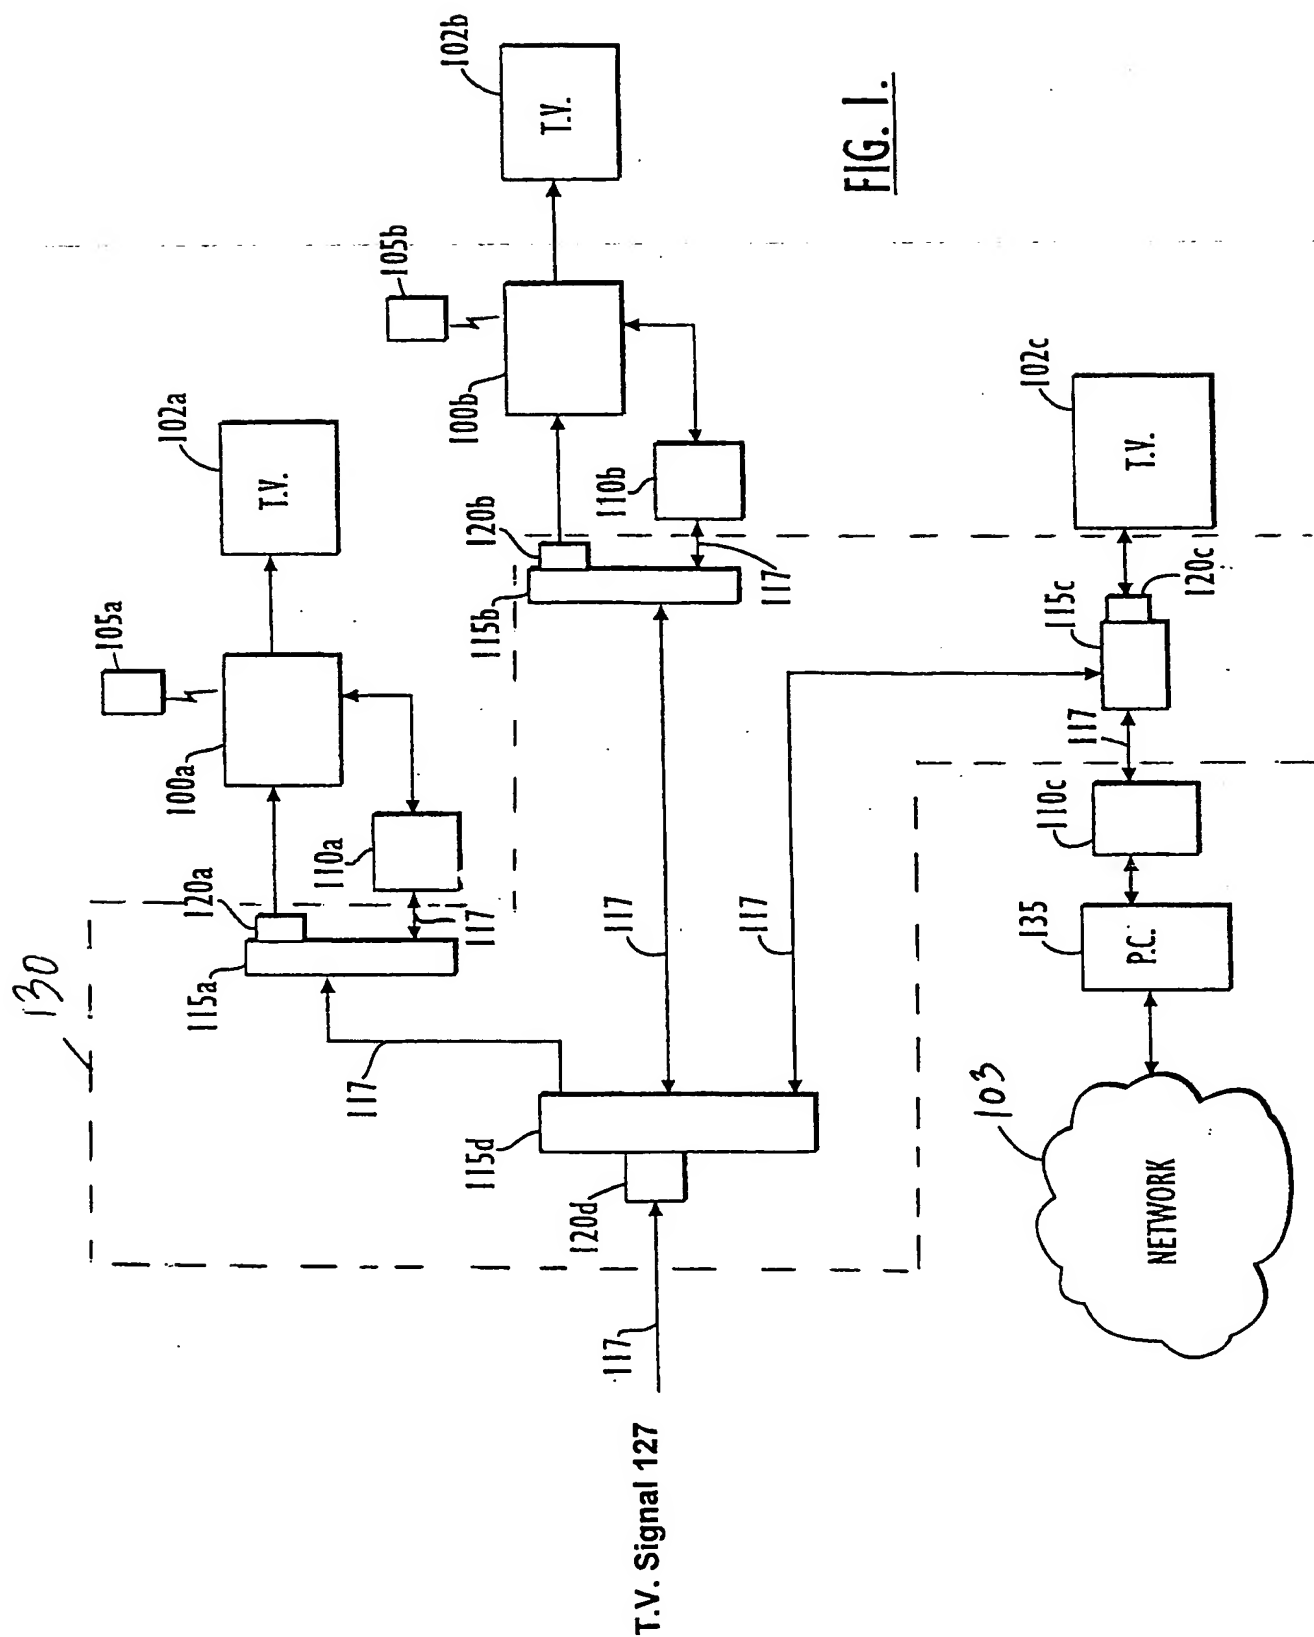 102b
T.V.
FIG. 1.
105b
100b
102a
T.V.
120b
110b
102c
T.V.
105a
115b
117
120c
115c
100a
117
120a
110a
110c
130
115a
117
117
117
135
P.C.
117
103
115d
120d
NETWORK
117
T.V. Signal 127